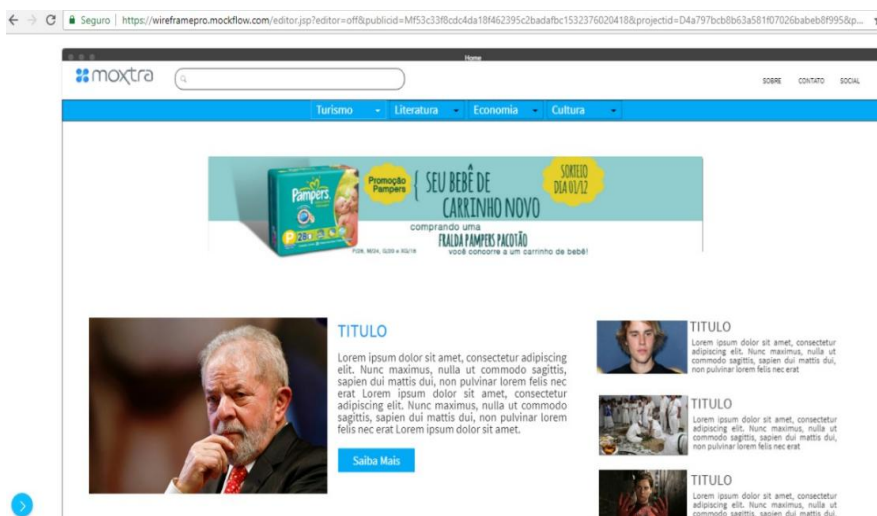 Seguro
https://wireframepro.mockflow.com/editor.jsp?editor=off&publicid=Mf53c33f8cdc4da18f462395c2badafbc1532376020418&projectid=D4a797bcb8b63a581f07026babeb8f995&p...
Home
moxtra
SOBRE CONTATO SOCIAL
Turismo Literatura Economia Cultura
Pampers
Promoção
Pampers
SEU BEBÊ DE
CARRINHO NOVO
SORTEIO
DIA 01/12
comprando uma
FRALDA PAMPERS PACOTÃO
você concorre a um carrinho de bebê!
TITULO
Lorem ipsum dolor sit amet, consectetur adipiscing
elit. Nunc maximus, nulla ut commodo sagittis,
sapien dui mattis dui, non pulvinar lorem felis nec
erat Lorem ipsum dolor sit amet, consectetur
adipiscing elit. Nunc maximus, nulla ut commodo
sagittis, sapien dui mattis dui, non pulvinar lorem
felis nec erat Lorem ipsum dolor sit amet.
Saiba Mais
TITULO
Lorem ipsum dolor sit amet, consectetur
adipiscing elit. Nunc maximus, nulla ut
commodo sagittis, sapien dui mattis dui,
non pulvinar lorem felis nec erat
TITULO
Lorem ipsum dolor sit amet, consectetur
adipiscing elit. Nunc maximus, nulla ut
commodo sagittis, sapien dui mattis dui,
non pulvinar lorem felis nec erat
TITULO
Lorem ipsum dolor sit amet, consectetur
adipiscing elit. Nunc maximus, nulla ut
commodo sagittis, sapien dui mattis dui,